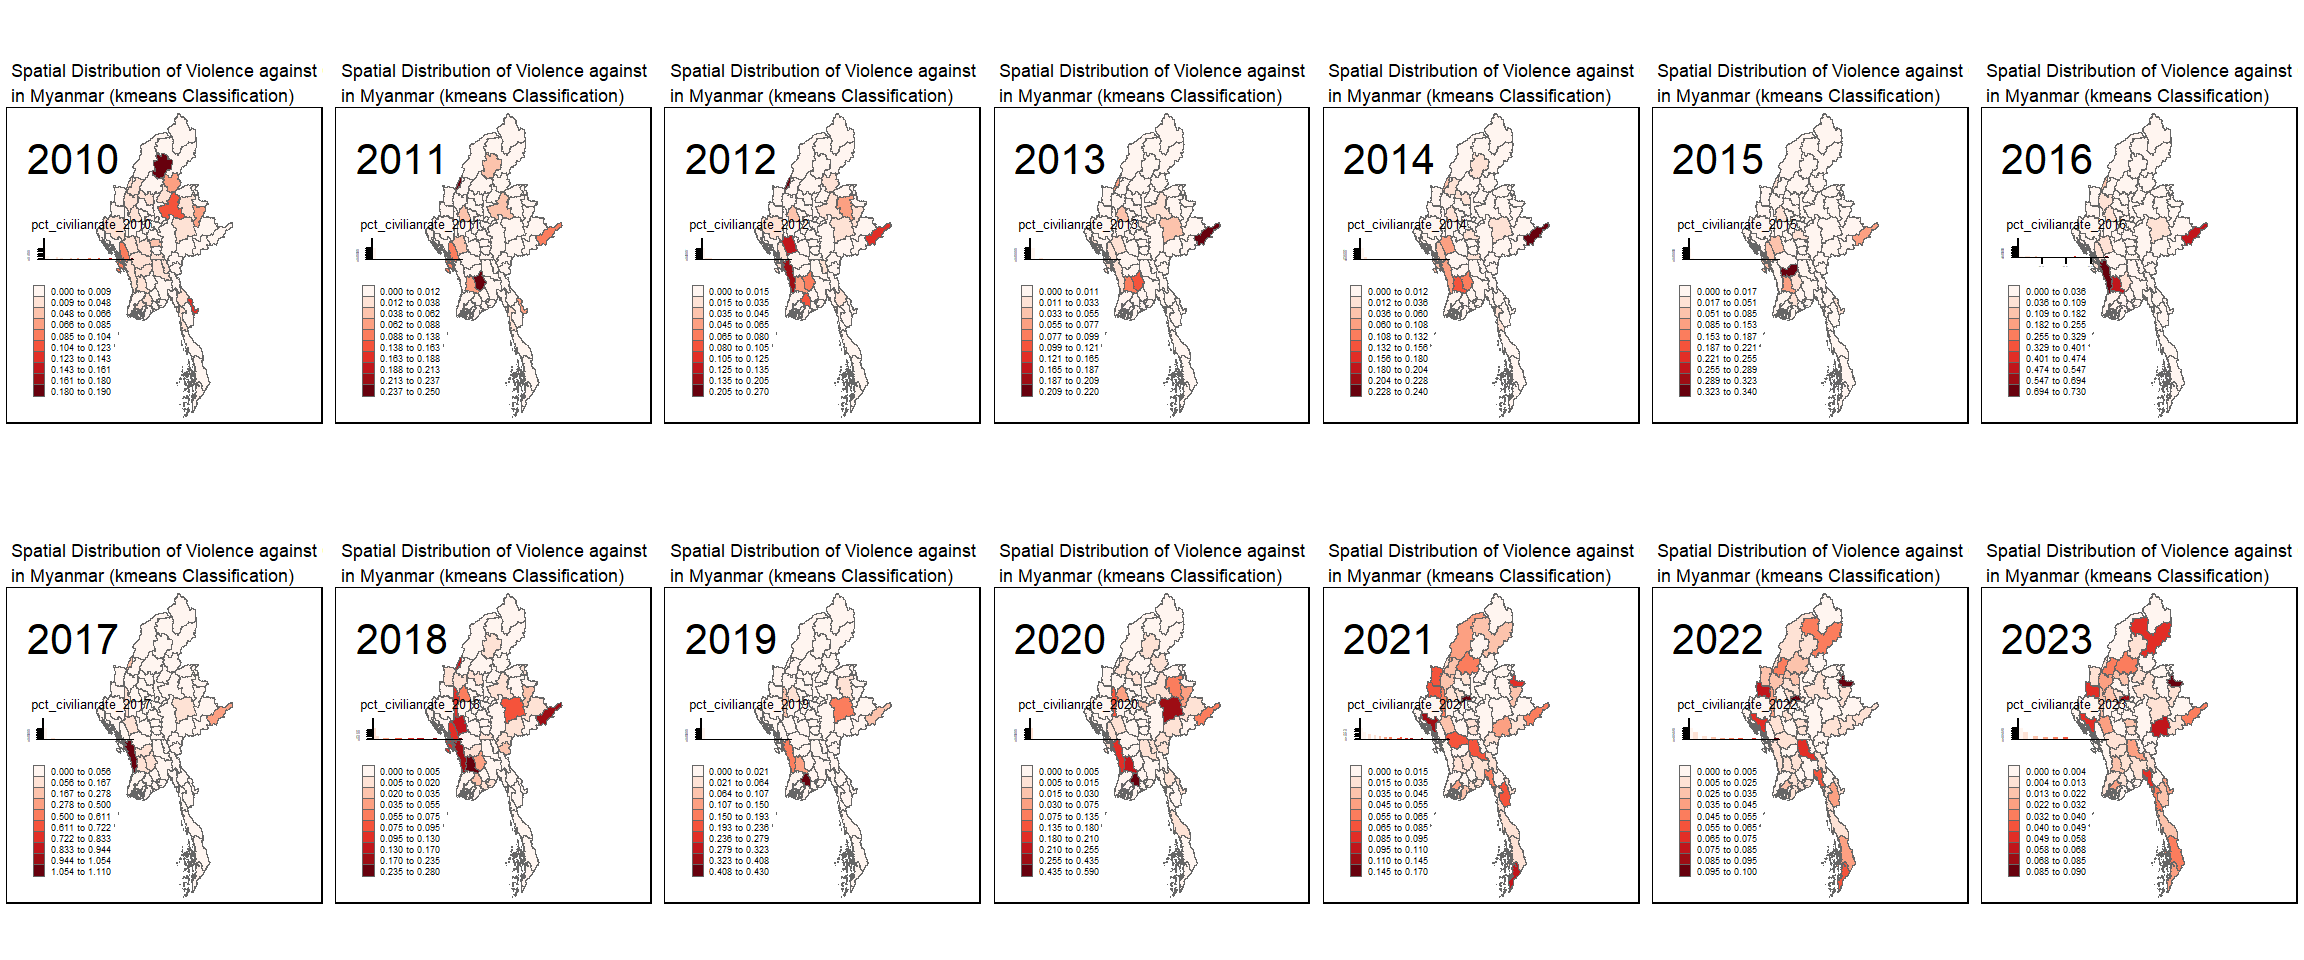 Spatial Distribution of Violence against
in Myanmar (kmeans Classification)
2010
pct_civilianrate_2010
0.000 to 0.009
0.009 to 0.048
0.048 to 0.066
0.066 to 0.085
0.085 to 0.104
0.104 to 0.123
0.123 to 0.143
0.143 to 0.161
0.161 to 0.180
0.180 to 0.190
Spatial Distribution of Violence against
in Myanmar (kmeans Classification)
2011
pct_civilianrate_2011
0.000 to 0.012
0.012 to 0.038
0.038 to 0.062
0.062 to 0.088
0.088 to 0.138
0.138 to 0.163
0.163 to 0.188
0.188 to 0.213
0.213 to 0.237
0.237 to 0.250
Spatial Distribution of Violence against
in Myanmar (kmeans Classification)
2012
pct_civilianrate_2012
0.000 to 0.015
0.015 to 0.035
0.035 to 0.045
0.045 to 0.065
0.065 to 0.080
0.080 to 0.105
0.105 to 0.125
0.125 to 0.135
0.135 to 0.205
0.205 to 0.270
Spatial Distribution of Violence against
in Myanmar (kmeans Classification)
2013
pct_civilianrate_2013
0.000 to 0.011
0.011 to 0.033
0.033 to 0.055
0.055 to 0.077
0.077 to 0.099
0.099 to 0.121
0.121 to 0.165
0.165 to 0.187
0.187 to 0.209
0.209 to 0.220
Spatial Distribution of Violence against
in Myanmar (kmeans Classification)
2014
pct_civilianrate_2014
0.000 to 0.012
0.012 to 0.036
0.036 to 0.060
0.060 to 0.108
0.108 to 0.132
0.132 to 0.156
0.156 to 0.180
0.180 to 0.204
0.204 to 0.228
0.228 to 0.240
Spatial Distribution of Violence against
in Myanmar (kmeans Classification)
2015
pct_civilianrate_2015
0.000 to 0.017
0.017 to 0.051
0.051 to 0.085
0.085 to 0.153
0.153 to 0.187
0.187 to 0.221
0.221 to 0.255
0.255 to 0.289
0.289 to 0.323
0.323 to 0.340
Spatial Distribution of Violence against
in Myanmar (kmeans Classification)
2016
pct_civilianrate_2016
0.000 to 0.036
0.036 to 0.109
0.109 to 0.182
0.182 to 0.255
0.255 to 0.329
0.329 to 0.401
0.401 to 0.474
0.474 to 0.547
0.547 to 0.694
0.694 to 0.730
Spatial Distribution of Violence against
in Myanmar (kmeans Classification)
2017
pct_civilianrate_2017
0.000 to 0.056
0.056 to 0.167
0.167 to 0.278
0.278 to 0.500
0.500 to 0.611
0.611 to 0.722
0.722 to 0.833
0.833 to 0.944
0.944 to 1.054
1.054 to 1.110
Spatial Distribution of Violence against
in Myanmar (kmeans Classification)
2018
pct_civilianrate_2018
0.000 to 0.005
0.005 to 0.020
0.020 to 0.035
0.035 to 0.055
0.055 to 0.075
0.075 to 0.095
0.095 to 0.130
0.130 to 0.170
0.170 to 0.235
0.235 to 0.280
Spatial Distribution of Violence against
in Myanmar (kmeans Classification)
2019
pct_civilianrate_2019
0.000 to 0.021
0.021 to 0.064
0.064 to 0.107
0.107 to 0.150
0.150 to 0.193
0.193 to 0.236
0.236 to 0.279
0.279 to 0.323
0.323 to 0.408
0.408 to 0.430
Spatial Distribution of Violence against
in Myanmar (kmeans Classification)
2020
pct_civilianrate_2020
0.000 to 0.005
0.005 to 0.015
0.015 to 0.030
0.030 to 0.075
0.075 to 0.135
0.135 to 0.180
0.180 to 0.210
0.210 to 0.255
0.255 to 0.435
0.435 to 0.590
Spatial Distribution of Violence against
in Myanmar (kmeans Classification)
2021
pct_civilianrate_2021
0.000 to 0.015
0.015 to 0.035
0.035 to 0.045
0.045 to 0.055
0.055 to 0.065
0.065 to 0.085
0.085 to 0.095
0.095 to 0.110
0.110 to 0.145
0.145 to 0.170
Spatial Distribution of Violence against
in Myanmar (kmeans Classification)
2022
pct_civilianrate_2022
0.000 to 0.005
0.005 to 0.025
0.025 to 0.035
0.035 to 0.045
0.045 to 0.055
0.055 to 0.065
0.065 to 0.075
0.075 to 0.085
0.085 to 0.095
0.095 to 0.100
Spatial Distribution of Violence against
in Myanmar (kmeans Classification)
2023
pct_civilianrate_2023
0.000 to 0.004
0.004 to 0.013
0.013 to 0.022
0.022 to 0.032
0.032 to 0.040
0.040 to 0.049
0.049 to 0.058
0.058 to 0.068
0.068 to 0.085
0.085 to 0.090